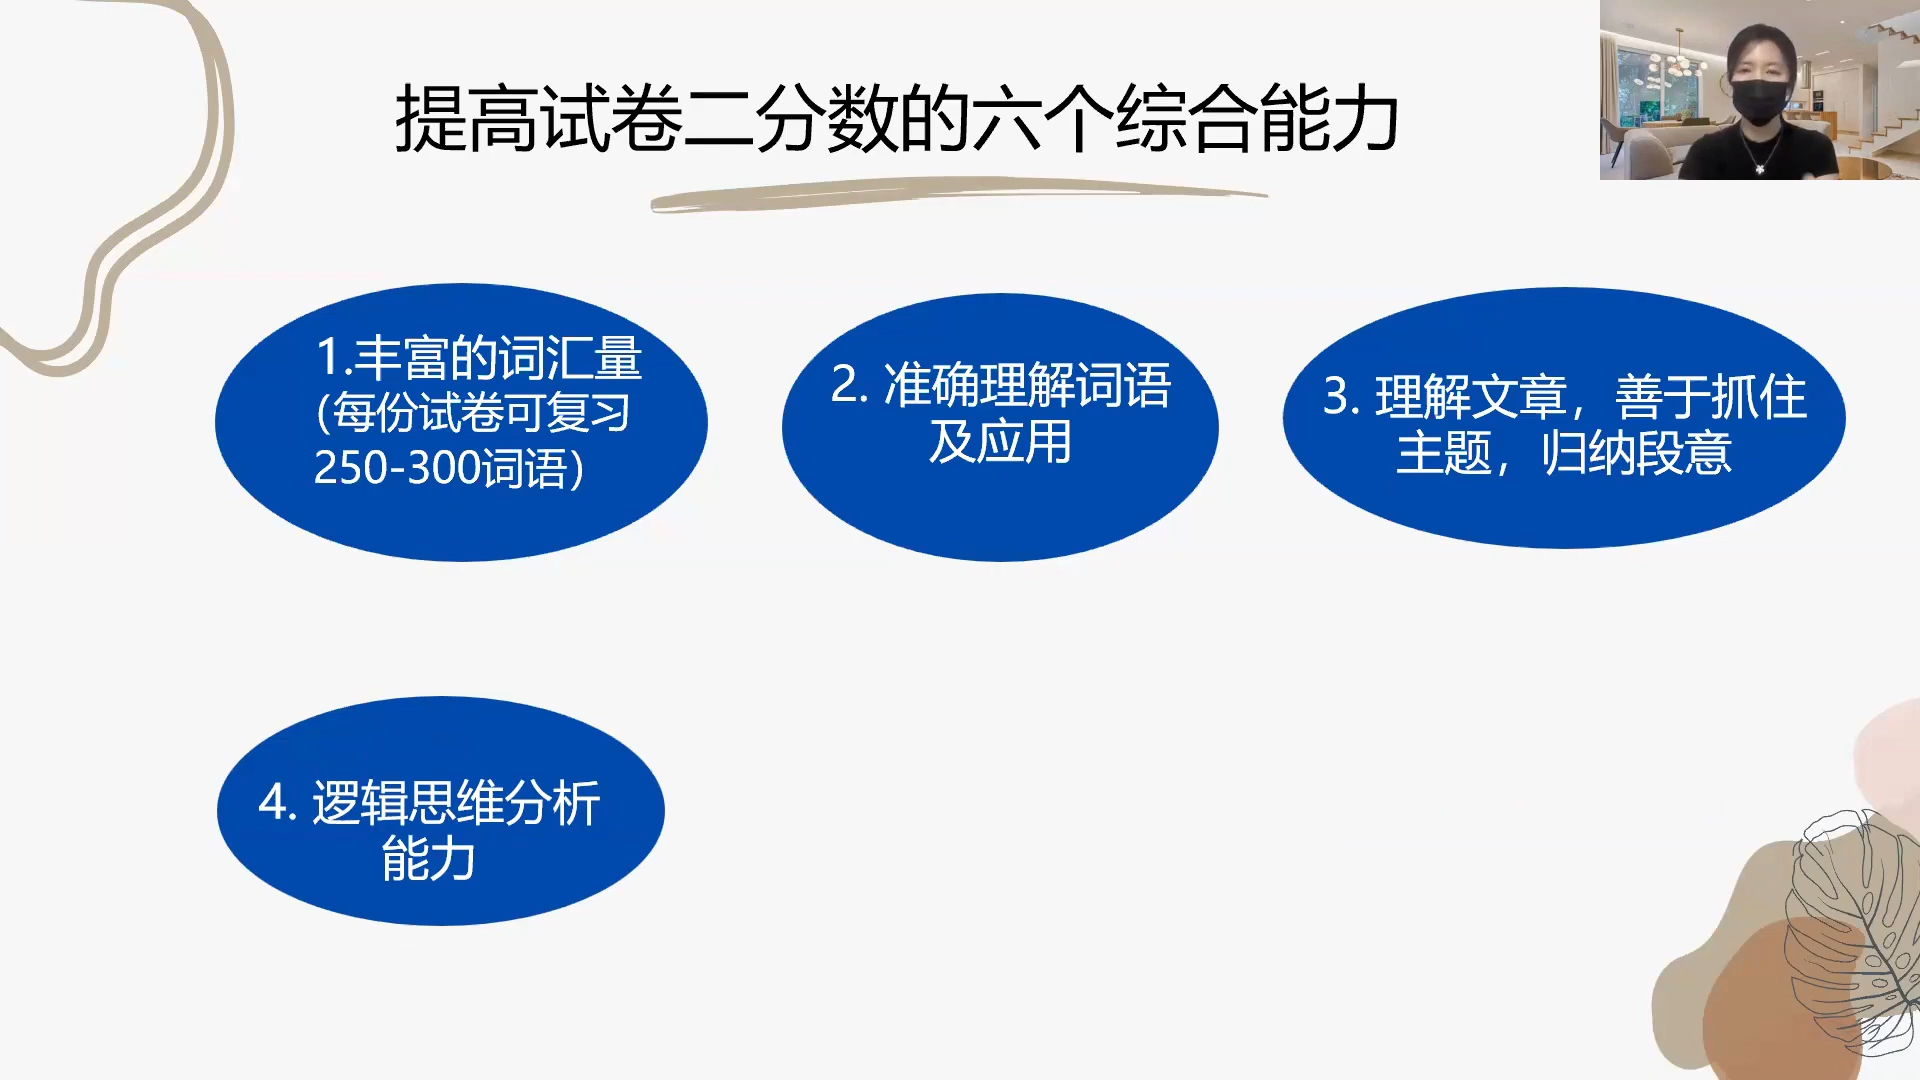 提高试卷二分数的六个综合能力
1.丰富的词汇量
（每份试卷可复习
250-300词语）
2. 准确理解词语
及应用
3. 理解文章，善于抓住
主题，归纳段意
4. 逻辑思维分析
能力